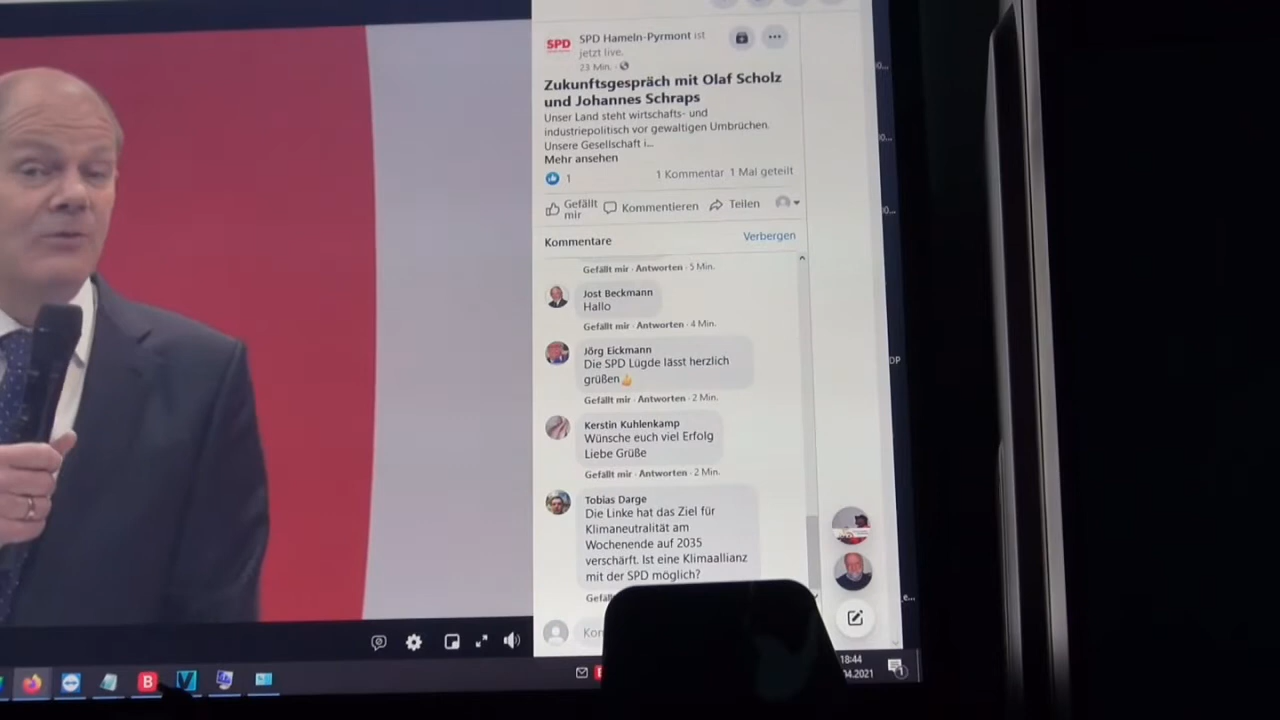 SPD
SPD Hameln-Pyrmont ist
jetzt live.
23 Min. ·
Zukunftsgespräch mit Olaf Scholz
und Johannes Schraps
Unser Land steht wirtschafts- und
industriepolitisch vor gewaltigen Umbrüchen.
Unsere Gesellschaft i...
Mehr ansehen
1
1 Kommentar 1 Mal geteilt
Gefällt
mir
Kommentieren
Teilen
Kommentare
Verbergen
Gefällt mir · Antworten · 5 Min.
Jost Beckmann
Hallo
Gefällt mir · Antworten · 4 Min.
Jörg Eickmann
Die SPD Lügde lässt herzlich
grüßen👍
Gefällt mir · Antworten · 2 Min.
Kerstin Kuhlenkamp
Wünsche euch viel Erfolg
Liebe Grüße
Gefällt mir · Antworten · 2 Min.
Tobias Darge
Die Linke hat das Ziel für
Klimaneutralität am
Wochenende auf 2035
verschärft. Ist eine Klimaallianz
mit der SPD möglich?
Gefäl
Kon
B
V
18:44
04.2021
1